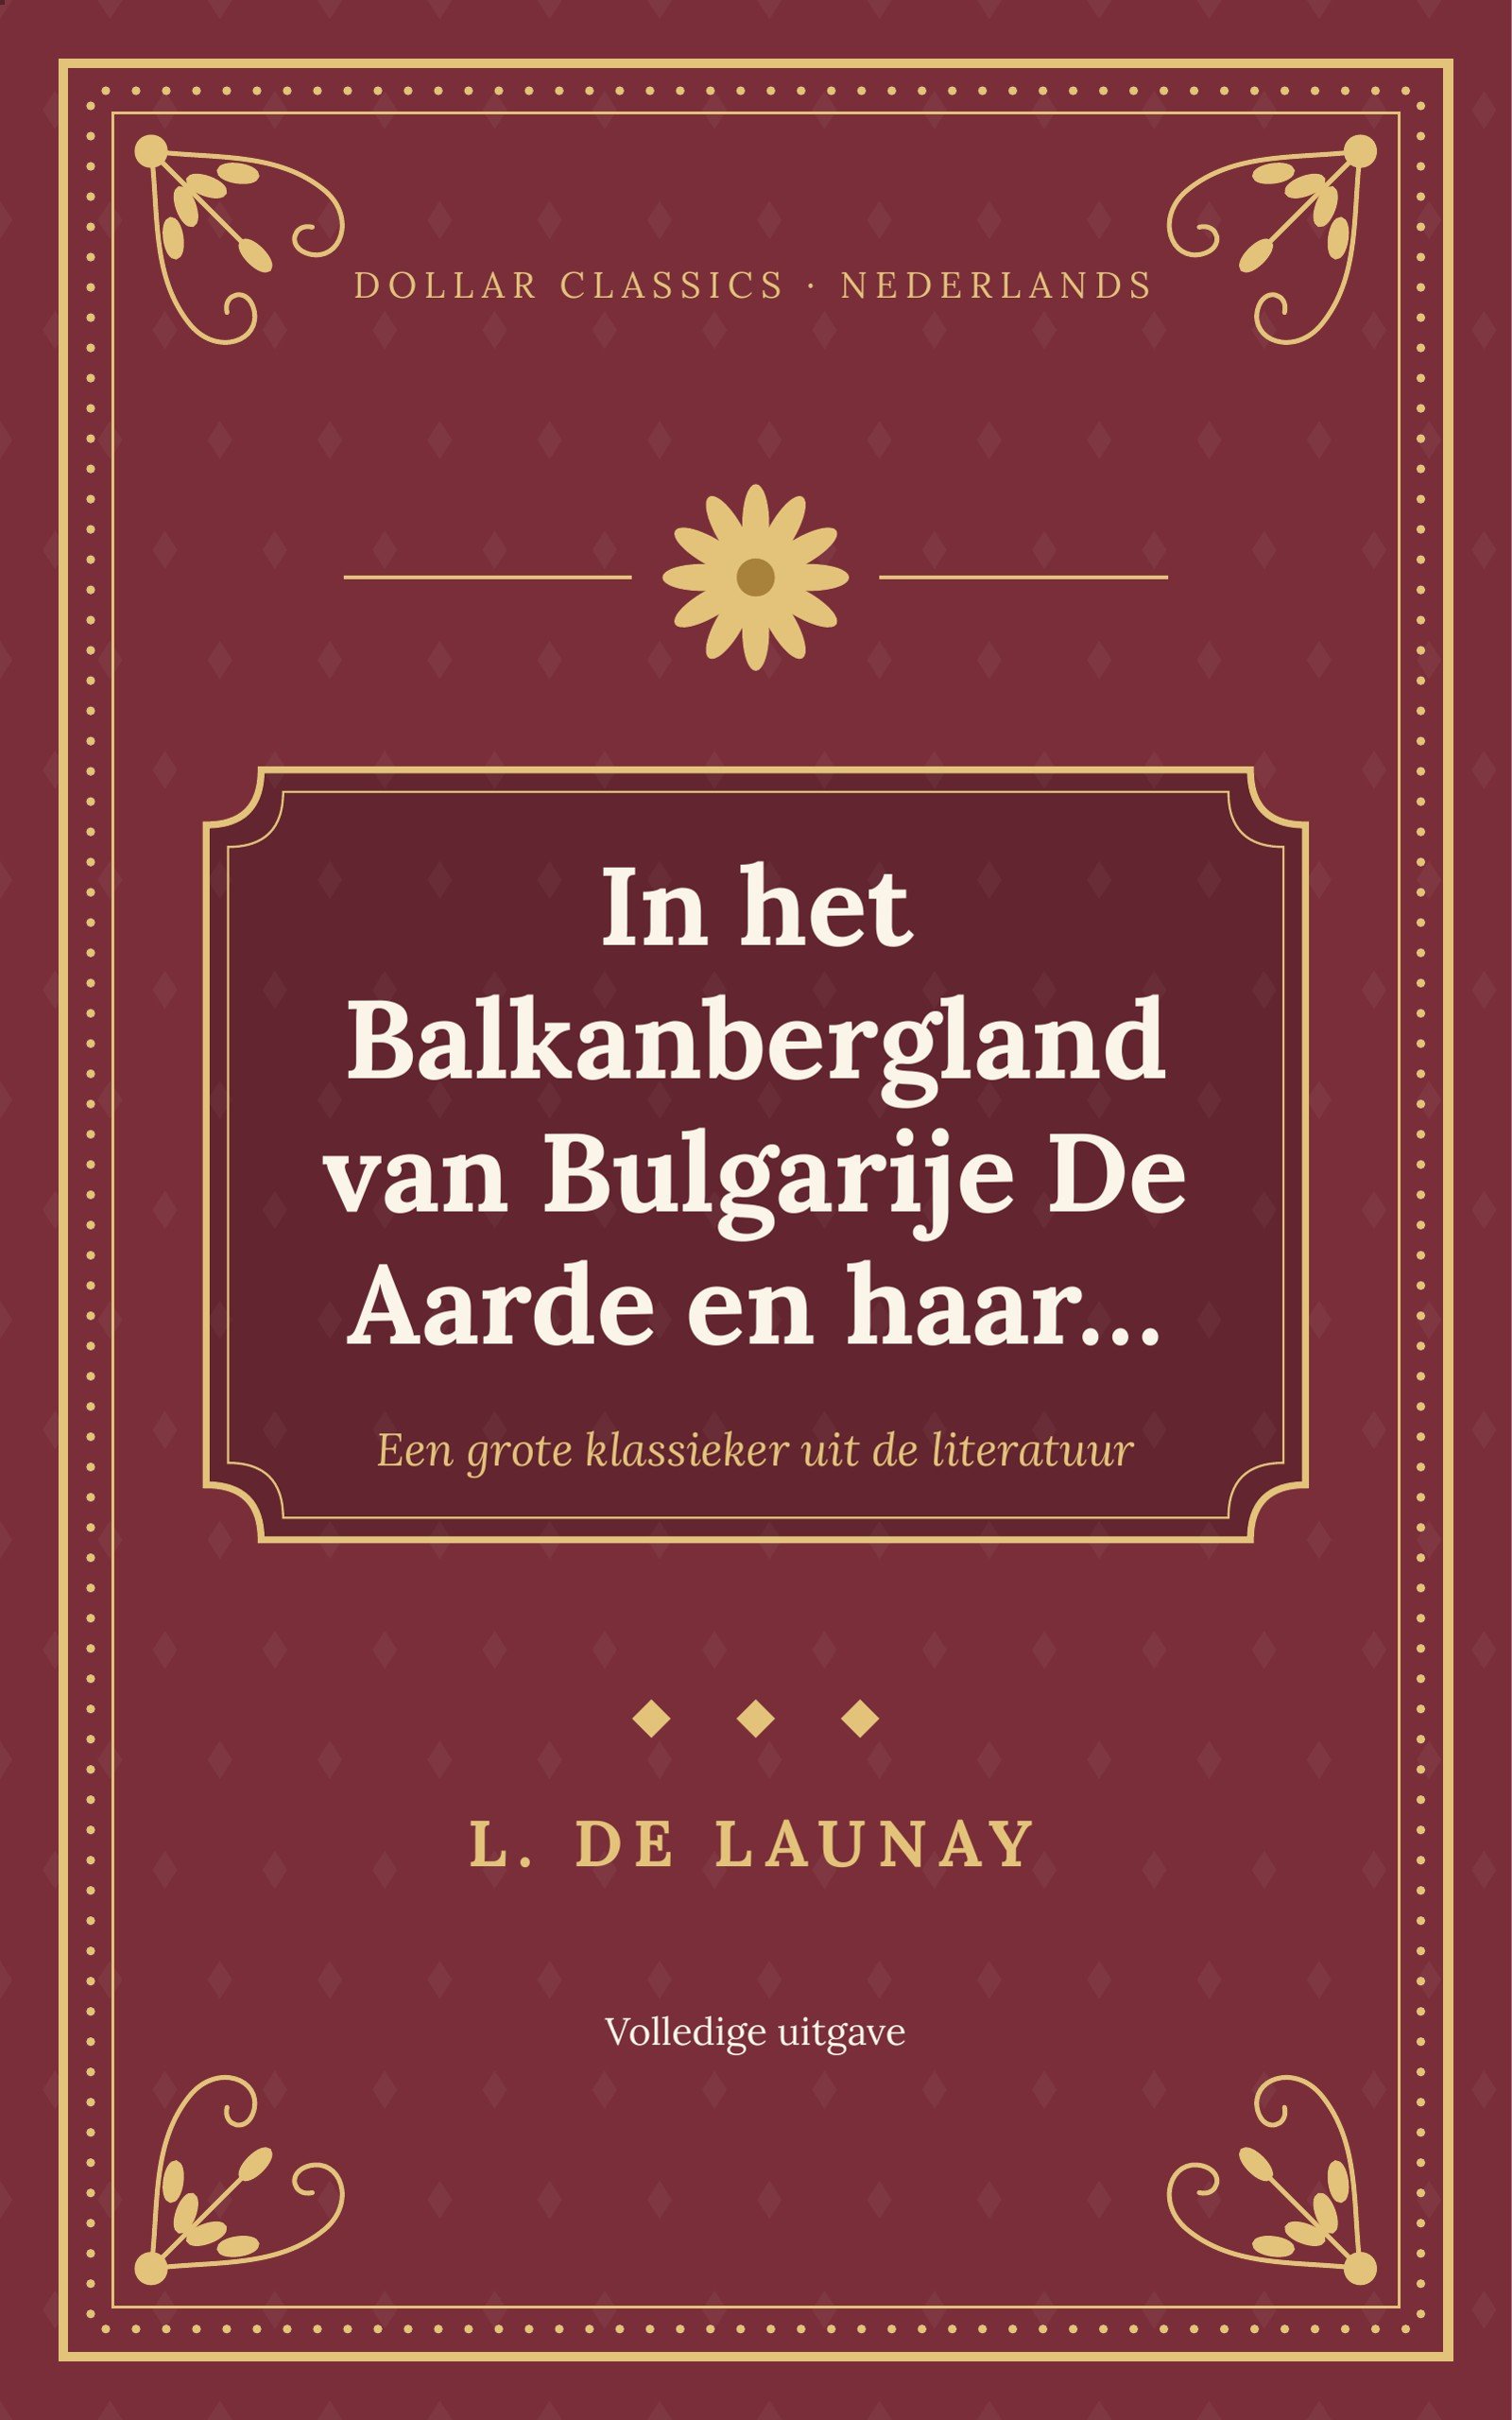 DOLLAR CLASSICS · NEDERLANDS
In het
Balkanbergland
van Bulgarije De
Aarde en haar...
Een grote klassieker uit de literatuur
L. DE LAUNAY
Volledige uitgave